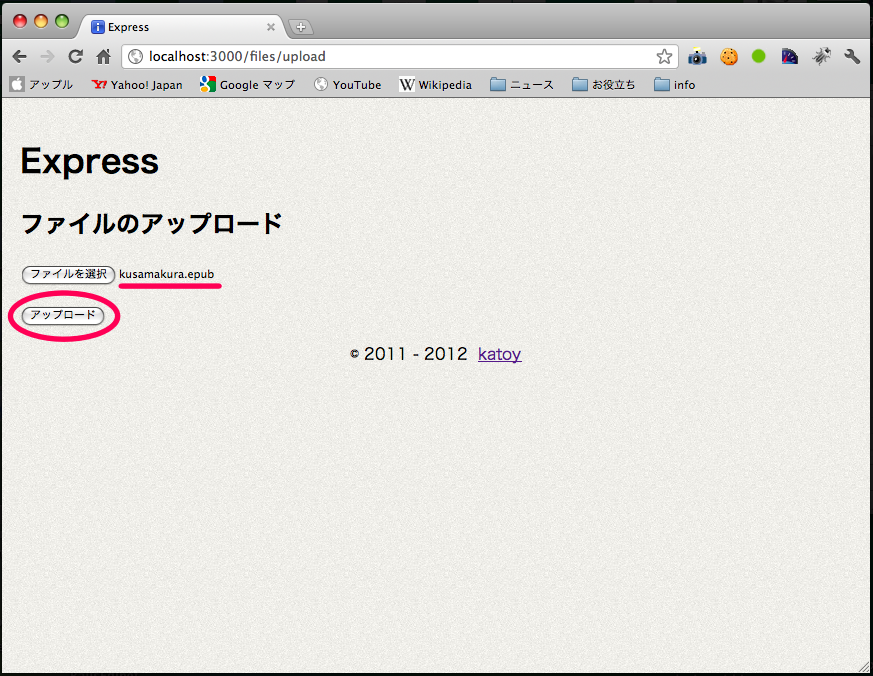 Express
localhost:3000/files/upload
アップル Yahoo! Japan Google マップ YouTube Wikipedia ニュース お役立ち info
Express
ファイルのアップロード
ファイルを選択 kusamakura.epub
アップロード
© 2011 - 2012 katoy